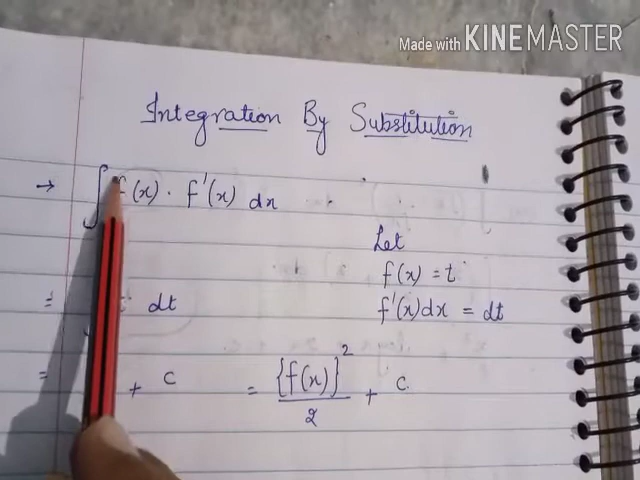 Made with KINEMASTER
Integration By Substitution
→ ∫ f(x) · f'(x) dx
Let
f(x) = t
= dt
f'(x)dx = dt
= + c = {f(x)}²/2 + c